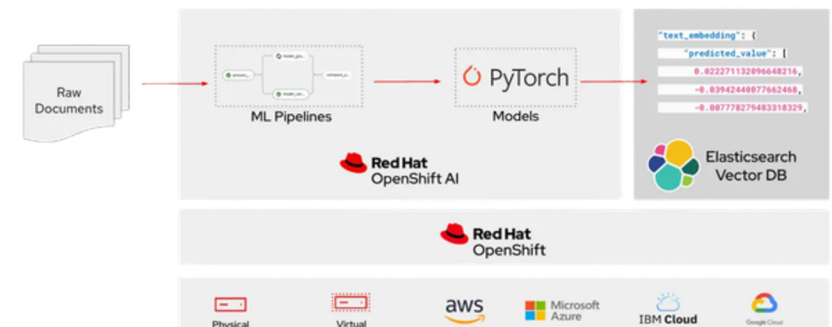 Raw
Documents
ML Pipelines
PyTorch
Models
Red Hat
OpenShift AI
"text_embedding": {
"predicted_value": [
0.022271132096648216,
-0.03942440077662468,
-0.007778279483318329,
Elasticsearch
Vector DB
Red Hat
OpenShift
Physical
Virtual
aws
Microsoft
Azure
IBM Cloud
Google Cloud